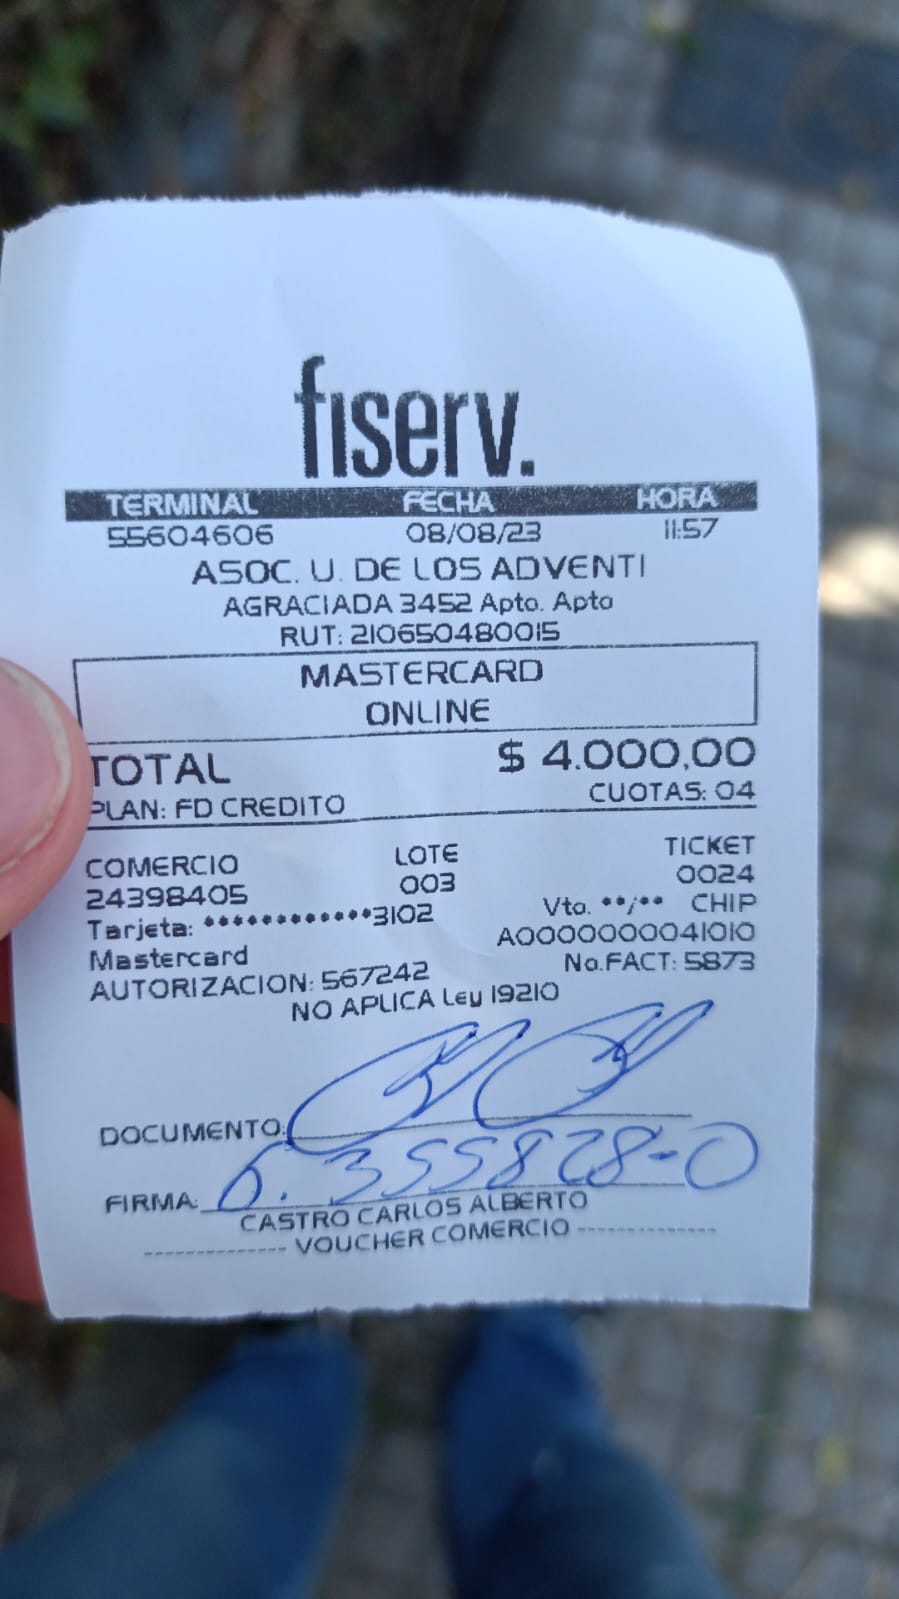 fiserv.
TERMINAL FECHA HORA
55604606 08/08/23 11:57
ASOC. U. DE LOS ADVENTI
AGRACIADA 3452 Apto. Apto
RUT: 210650480015
MASTERCARD
ONLINE
TOTAL $ 4.000,00
PLAN: FD CREDITO CUOTAS: 04
COMERCIO LOTE TICKET
24398405 003 0024
Tarjeta: ************3102 Vto. **/** CHIP
Mastercard A0000000041010
AUTORIZACION: 567242 No.FACT: 5873
NO APLICA Ley 19210
DOCUMENTO:
FIRMA: 6.355828-0
CASTRO CARLOS ALBERTO
-------------- VOUCHER COMERCIO --------------